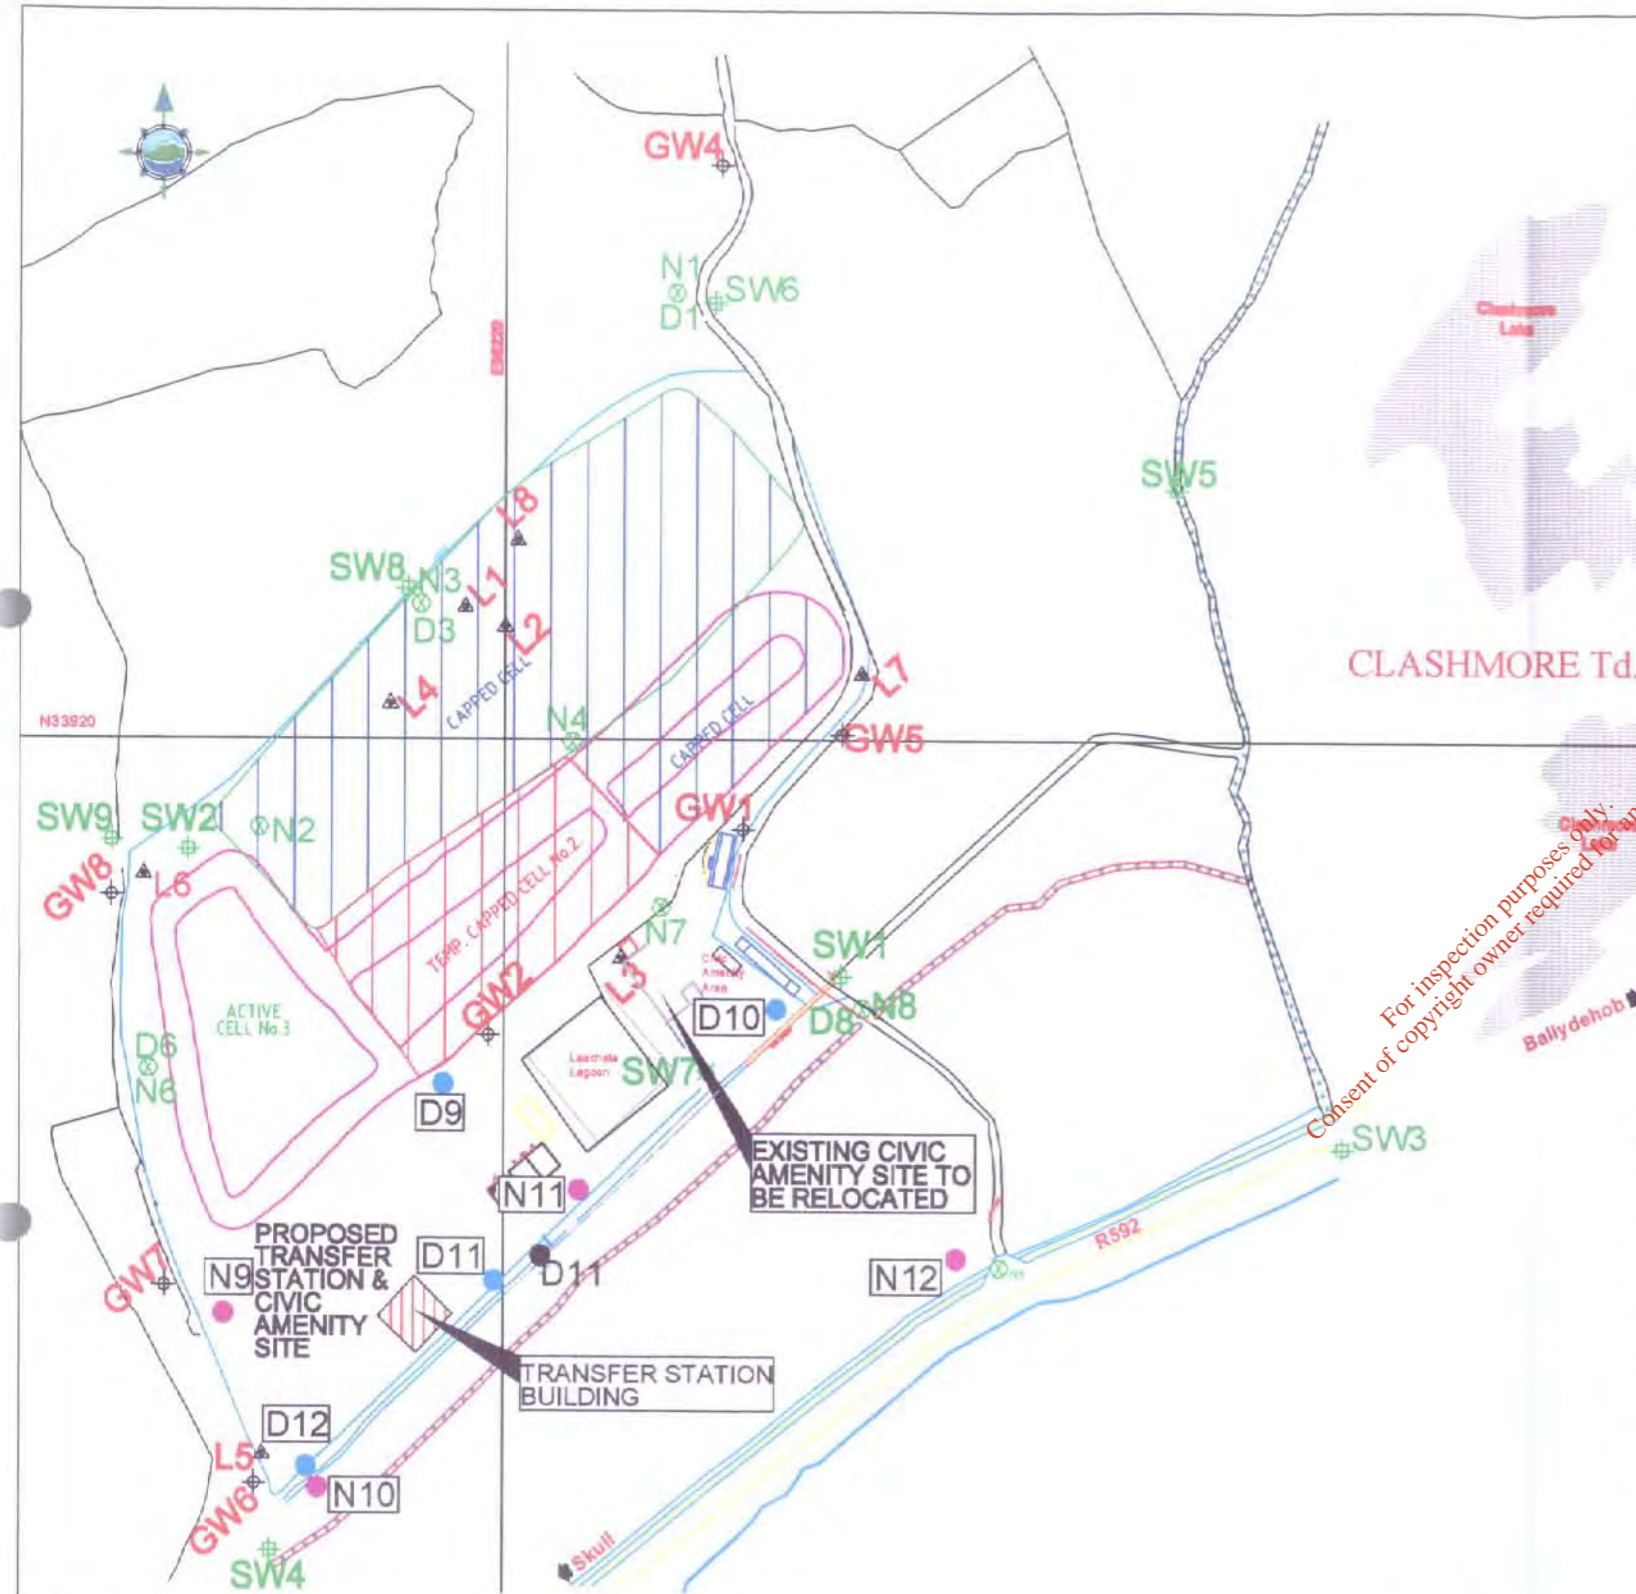 GW4
N1
SW6
D1
Clashmore
Lake
SW5
L8
SW8
N3
L1
D3
L2
CLASHMORE Td.
L4
CAPPED CELL
L7
N33920
N4
CAPPED CELL
GW5
SW9
SW2
N2
GW1
GW8
L6
TEMP. CAPPED CELL No.2
N7
SW1
L3
Civic
Amenity
Area
GW2
ACTIVE
CELL No.3
D10
D8
N8
For inspection purposes only.
Consent of copyright owner required for
Ballydehob
D6
N6
Leachate
Lagoon
SW7
D9
EXISTING CIVIC
AMENITY SITE TO
BE RELOCATED
SW3
N11
R592
PROPOSED
TRANSFER
STATION &
CIVIC
AMENITY
SITE
N9
GW7
D11
D11
N12
TRANSFER STATION
BUILDING
D12
L5
N10
GW6
SW4
Skull